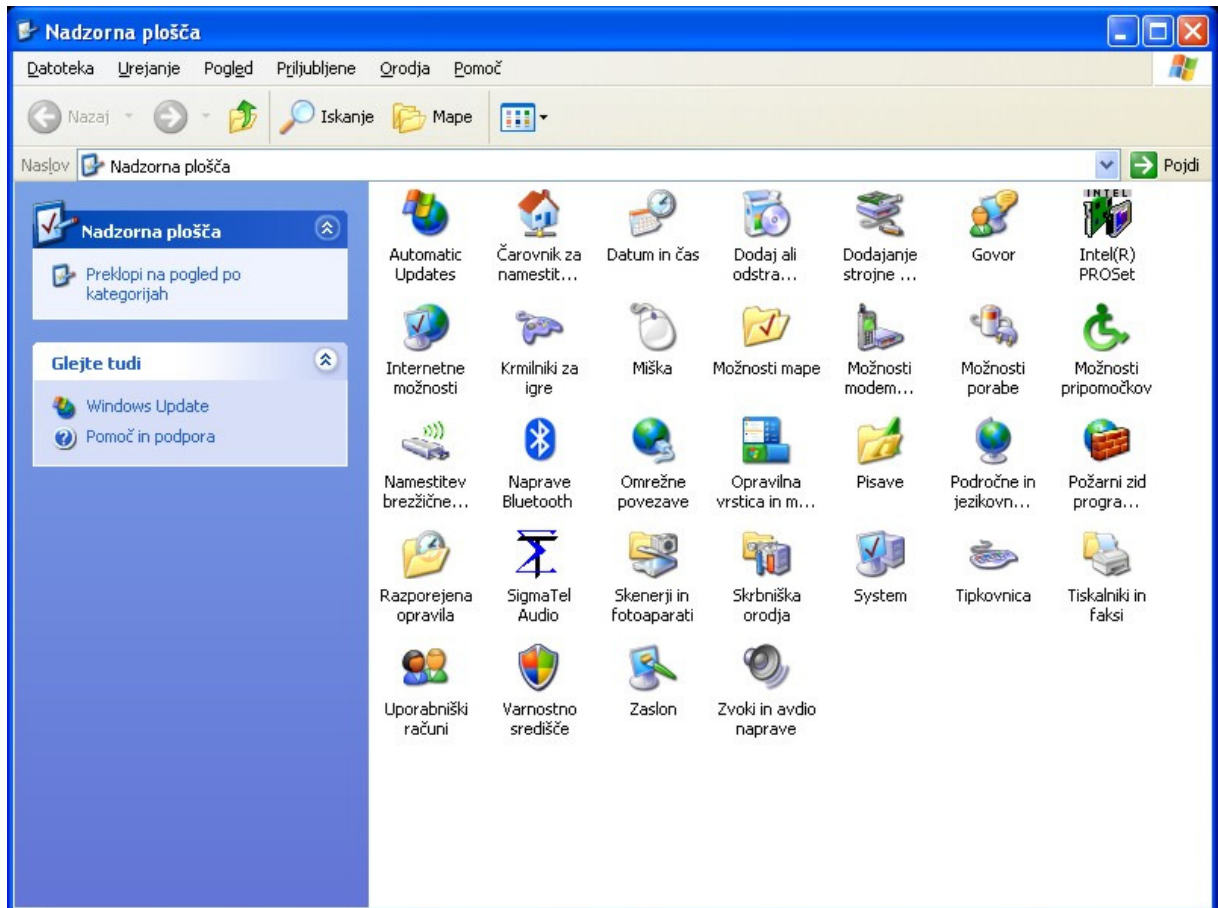 Nadzorna plošča
Datoteka Urejanje Pogled Priljubljene Orodja Pomoč
Nazaj Iskanje Mape
Naslov Nadzorna plošča Pojdi
Nadzorna plošča
Preklopi na pogled po
kategorijah
Glejte tudi
Windows Update
Pomoč in podpora
Automatic
Updates
Čarovnik za
namestit...
Datum in čas
Dodaj ali
odstra...
Dodajanje
strojne ...
Govor
INTEL
Intel(R)
PROSet
Internetne
možnosti
Krmilniki za
igre
Miška
Možnosti mape
Možnosti
modem...
Možnosti
porabe
Možnosti
pripomočkov
Namestitev
brezžične...
Naprave
Bluetooth
Omrežne
povezave
Opravilna
vrstica in m...
Pisave
Področne in
jezikovn...
Požarni zid
progra...
Razporejena
opravila
SigmaTel
Audio
Skenerji in
fotoaparati
Skrbniška
orodja
System
Tipkovnica
Tiskalniki in
faksi
Uporabniški
računi
Varnostno
središče
Zaslon
Zvoki in avdio
naprave